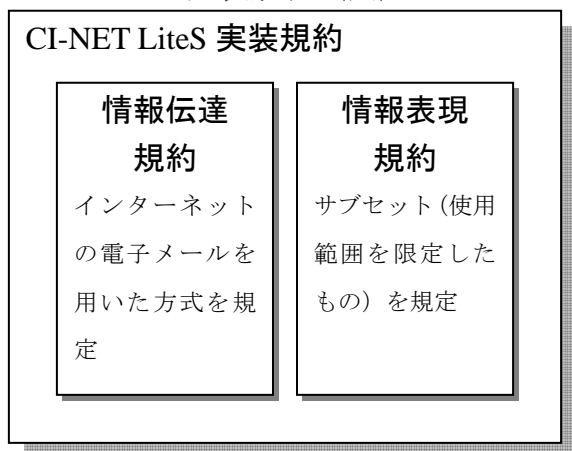 CI-NET LiteS 実装規約
情報伝達
規約
インターネット
の電子メールを
用いた方式を規
定
情報表現
規約
サブセット（使用
範囲を限定した
もの）を規定